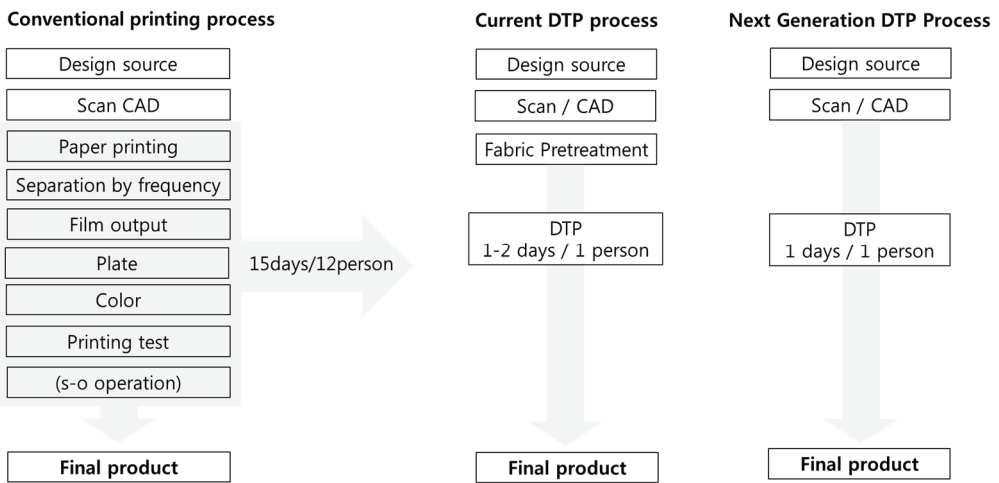 Conventional printing process
Design source
Scan CAD
Paper printing
Separation by frequency
Film output
Plate
Color
Printing test
(s-o operation)
Final product
15days/12person
Current DTP process
Design source
Scan / CAD
Fabric Pretreatment
DTP
1-2 days / 1 person
Final product
Next Generation DTP Process
Design source
Scan / CAD
DTP
1 days / 1 person
Final product